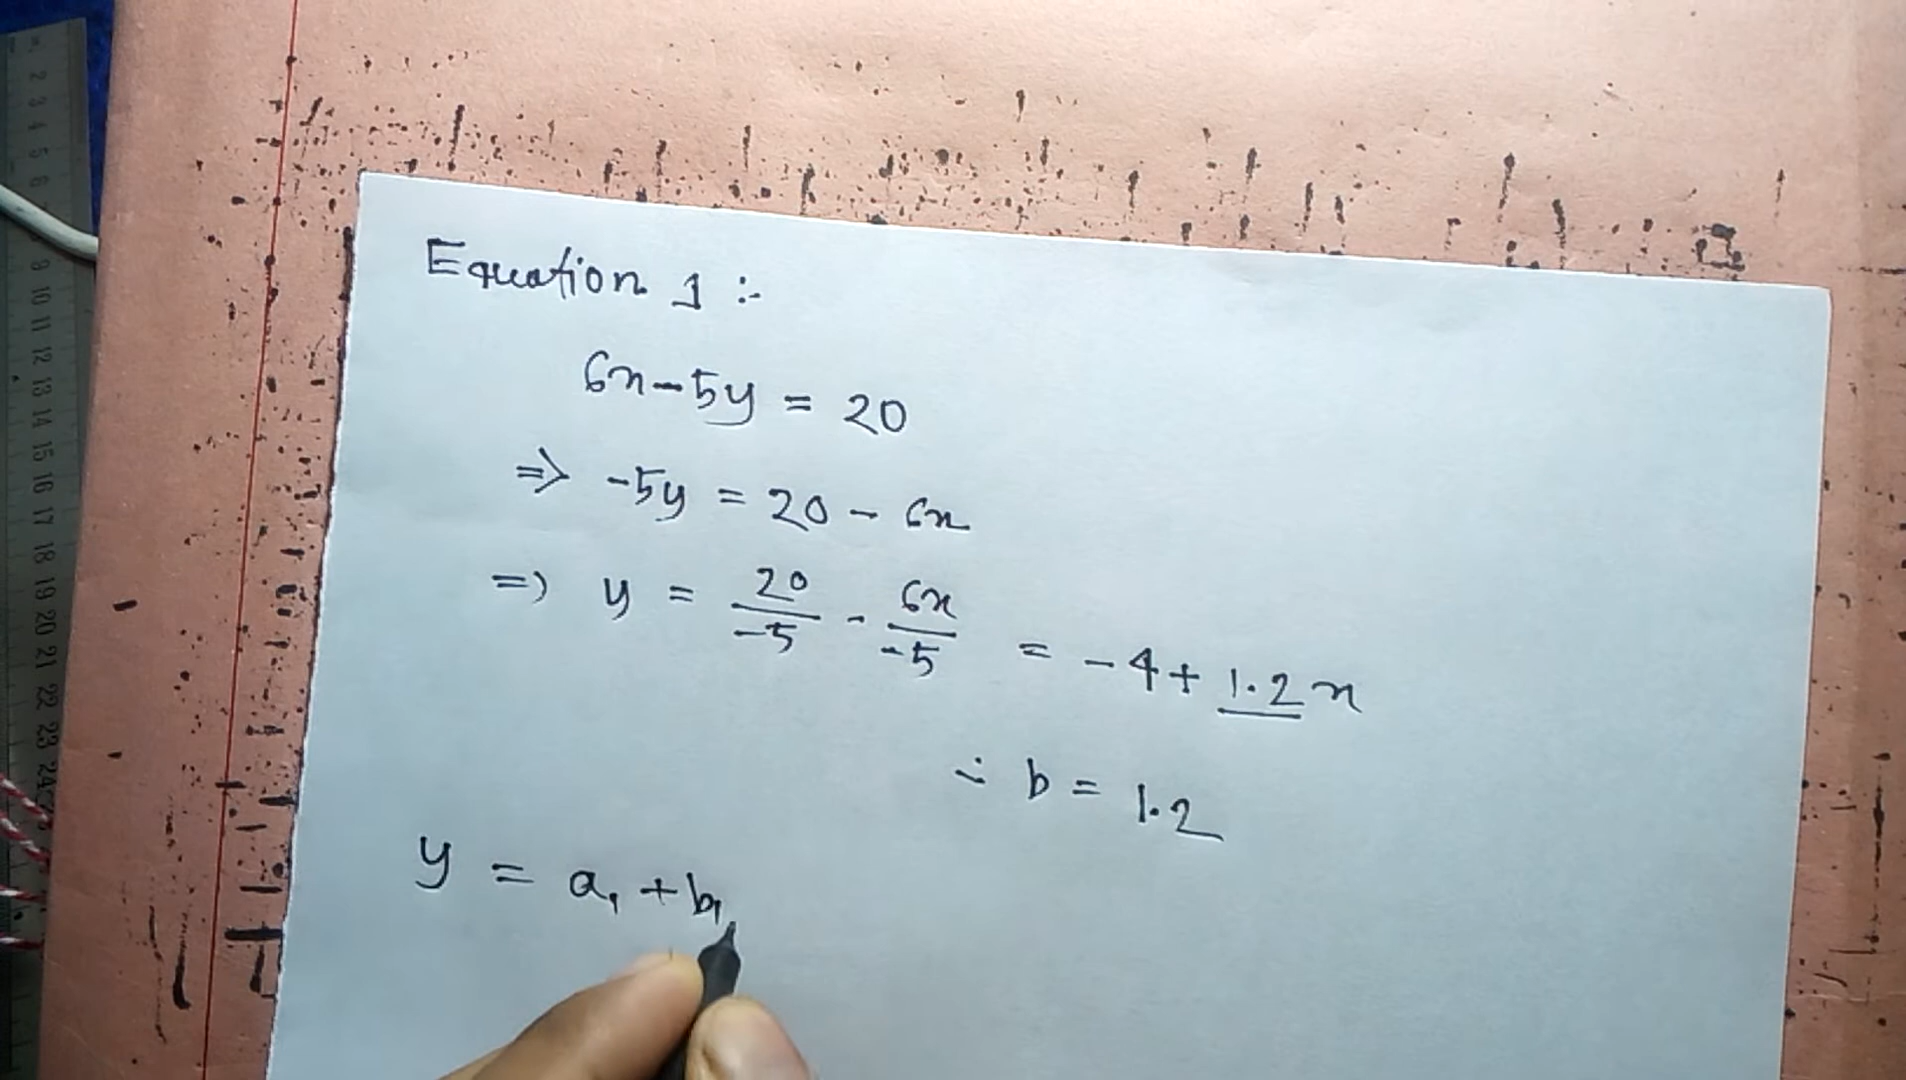 Equation 1 :-
6x - 5y = 20
=> -5y = 20 - 6x
=> y = 20/-5 - 6x/-5 = -4 + 1.2x
∴ b = 1.2
y = a₁ + b₁